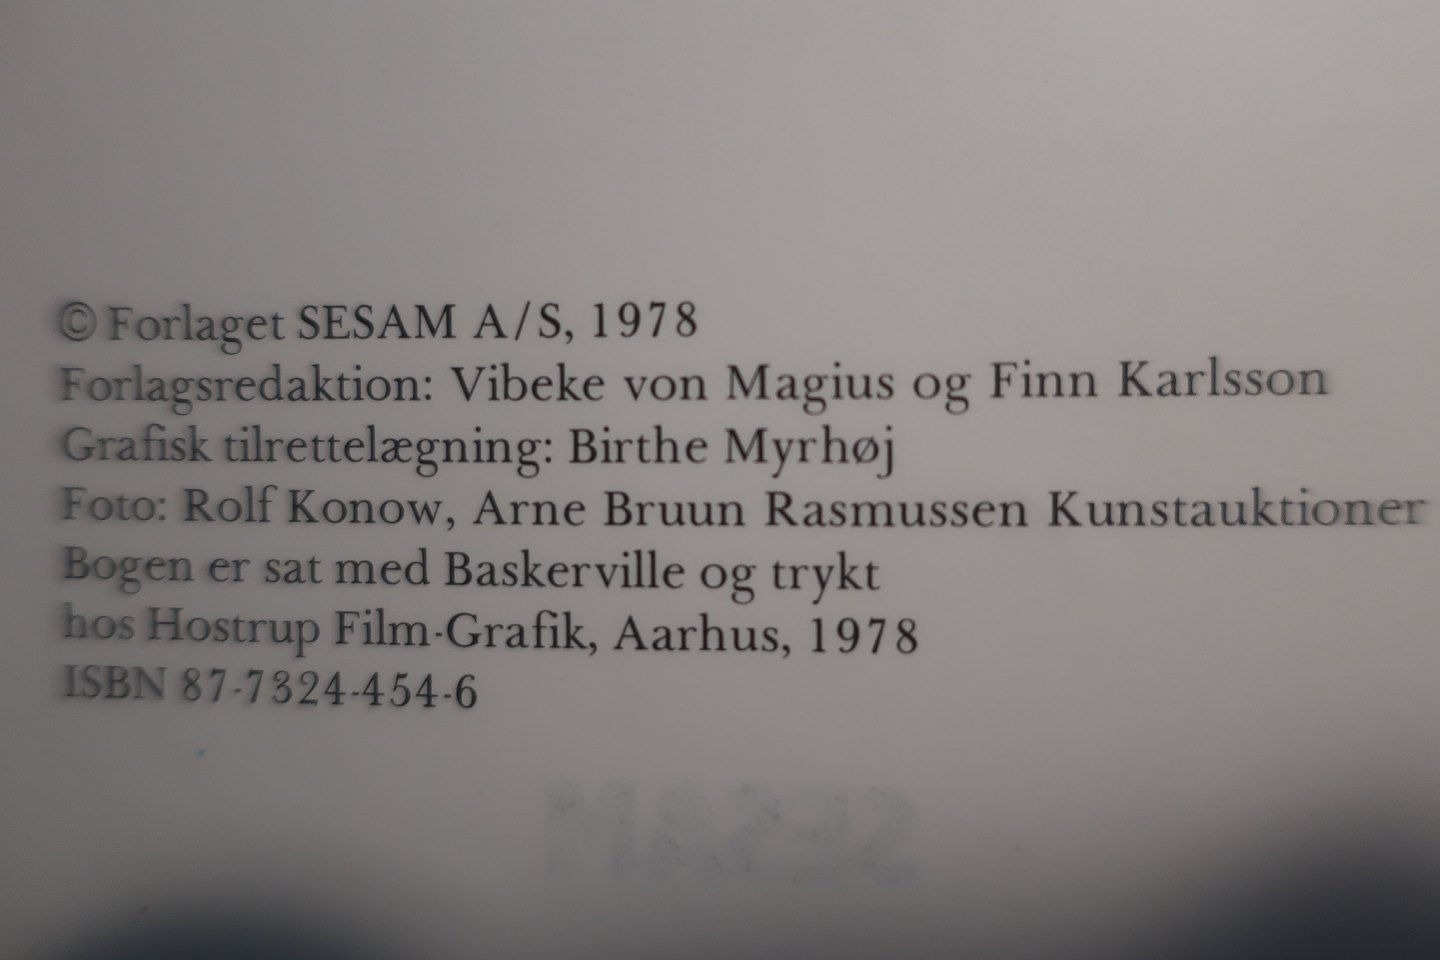 © Forlaget SESAM A/S, 1978
Forlagsredaktion: Vibeke von Magius og Finn Karlsson
Grafisk tilrettelægning: Birthe Myrhøj
Foto: Rolf Konow, Arne Bruun Rasmussen Kunstauktioner
Bogen er sat med Baskerville og trykt
hos Hostrup Film-Grafik, Aarhus, 1978
ISBN 87-7324-454-6
SESAM